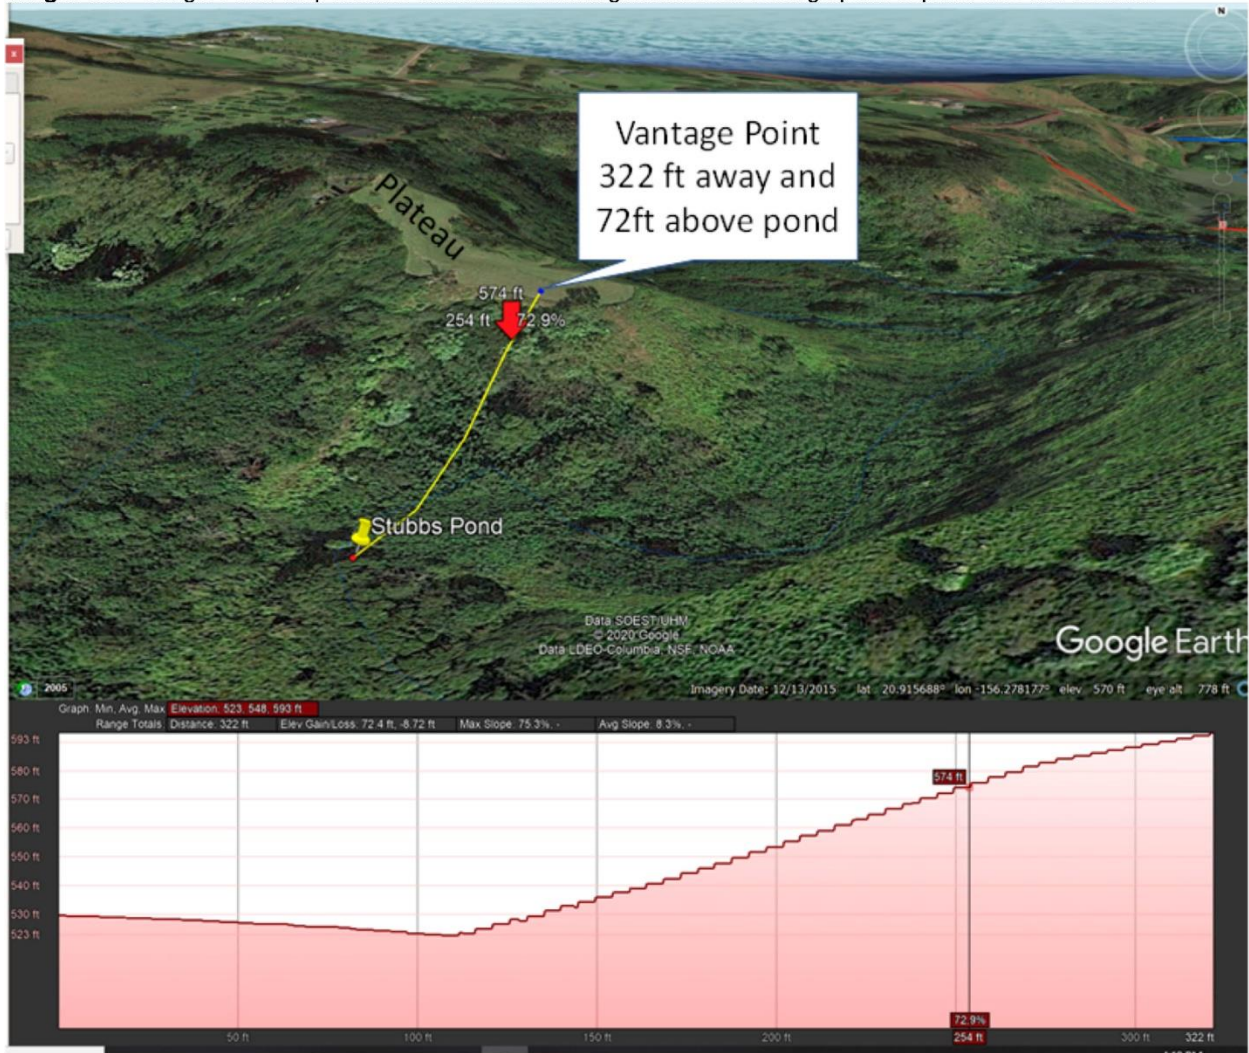 N
x
Vantage Point
322 ft away and
72ft above pond
Plateau
574 ft
254 ft 72.9%
Stubbs Pond
Data SOEST/UHM
© 2020 Google
Data LDEO-Columbia, NSF, NOAA
Google Earth
2005
Imagery Date: 12/13/2015 lat 20.915688° lon -156.278177° elev 570 ft eye alt 778 ft
Graph: Min, Avg, Max Elevation: 523, 548, 593 ft
Range Totals: Distance: 322 ft Elev Gain/Loss: 72.4 ft, -8.72 ft Max Slope: 75.3%, - Avg Slope: 8.3%, -
593 ft
580 ft
574 ft
570 ft
560 ft
550 ft
540 ft
530 ft
523 ft
72.9%
50 ft 100 ft 150 ft 200 ft 254 ft 300 ft 322 ft